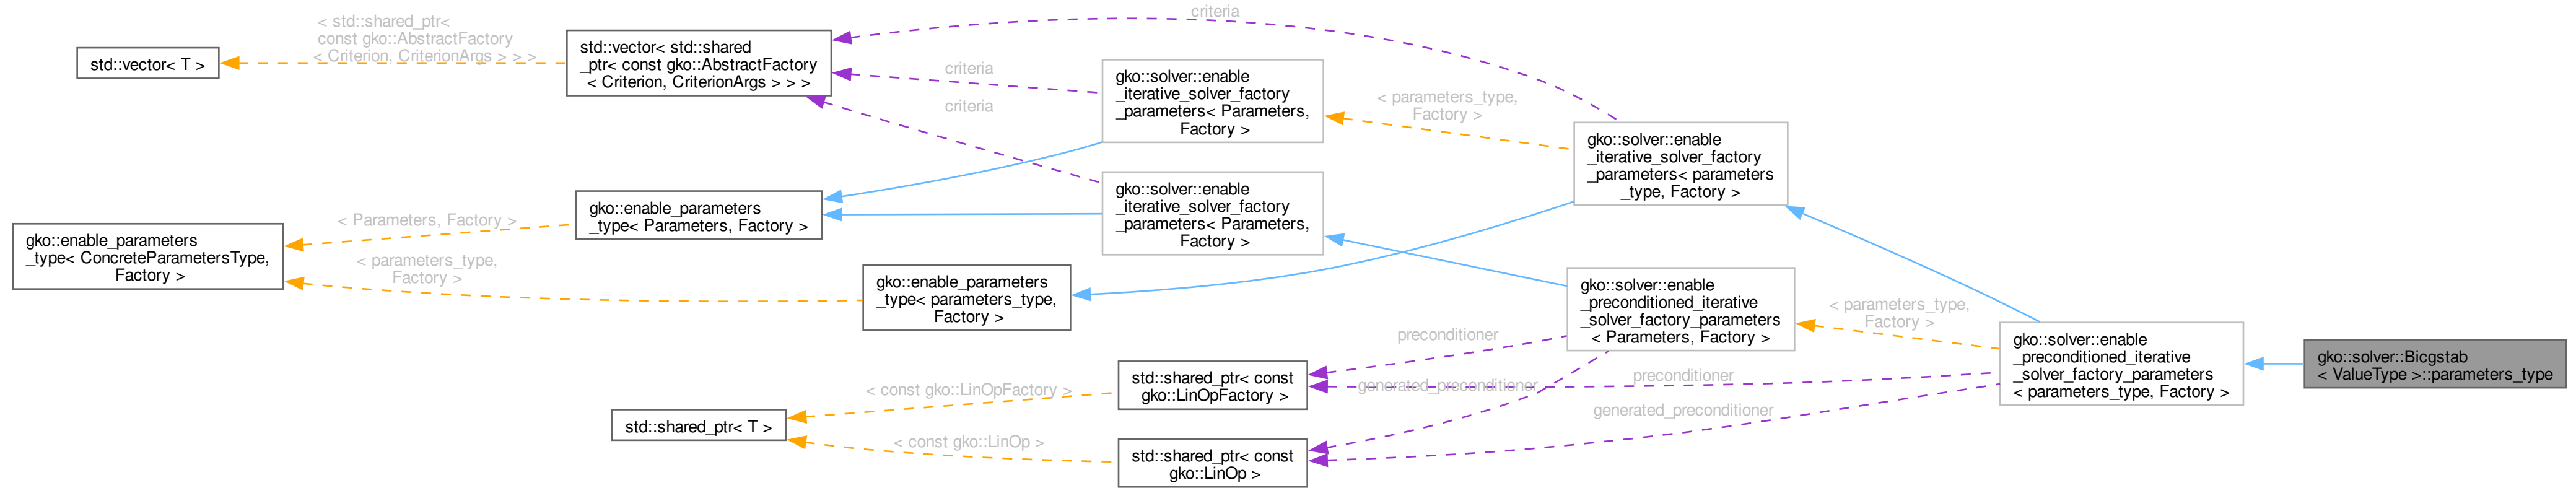 std::vector< T >
< std::shared_ptr<
const gko::AbstractFactory
< Criterion, CriterionArgs > > >
std::vector< std::shared
_ptr< const gko::AbstractFactory
< Criterion, CriterionArgs > > >
criteria
criteria
criteria
gko::solver::enable
_iterative_solver_factory
_parameters< Parameters,
Factory >
< parameters_type,
Factory >
gko::solver::enable
_iterative_solver_factory
_parameters< parameters
_type, Factory >
gko::solver::enable
_iterative_solver_factory
_parameters< Parameters,
Factory >
gko::enable_parameters
_type< Parameters, Factory >
< Parameters, Factory >
gko::enable_parameters
_type< ConcreteParametersType,
Factory >
< parameters_type,
Factory >
gko::enable_parameters
_type< parameters_type,
Factory >
gko::solver::enable
_preconditioned_iterative
_solver_factory_parameters
< Parameters, Factory >
< parameters_type,
Factory >
gko::solver::enable
_preconditioned_iterative
_solver_factory_parameters
< parameters_type, Factory >
gko::solver::Bicgstab
< ValueType >::parameters_type
preconditioner
preconditioner
generated_preconditioner
generated_preconditioner
std::shared_ptr< const
gko::LinOpFactory >
< const gko::LinOpFactory >
std::shared_ptr< T >
< const gko::LinOp >
std::shared_ptr< const
gko::LinOp >